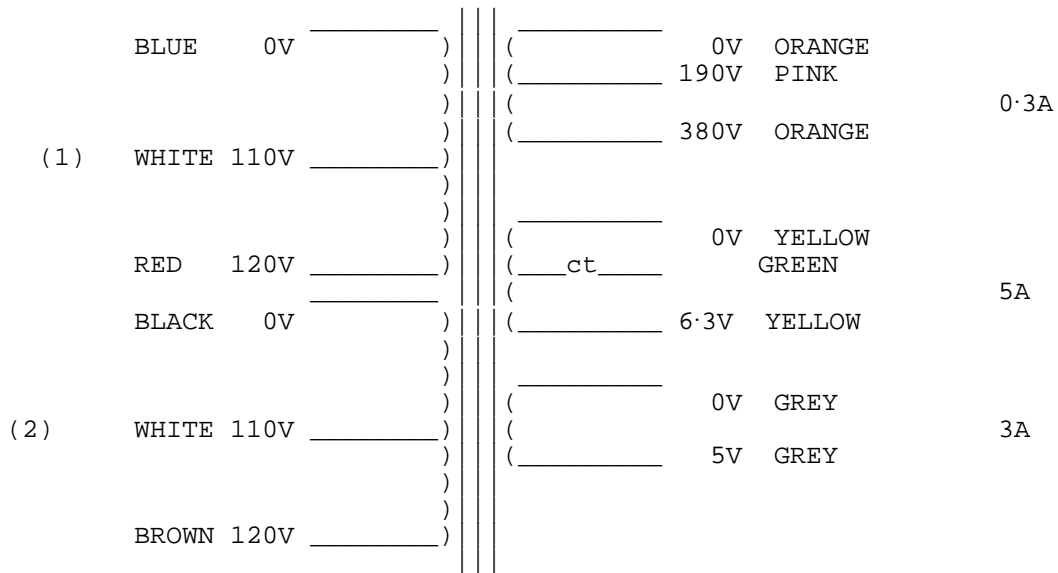 BLUE 0V 0V ORANGE
190V PINK
0·3A
380V ORANGE
(1) WHITE 110V
0V YELLOW
RED 120V ct GREEN
5A
BLACK 0V 6·3V YELLOW
0V GREY
(2) WHITE 110V 3A
5V GREY
BROWN 120V